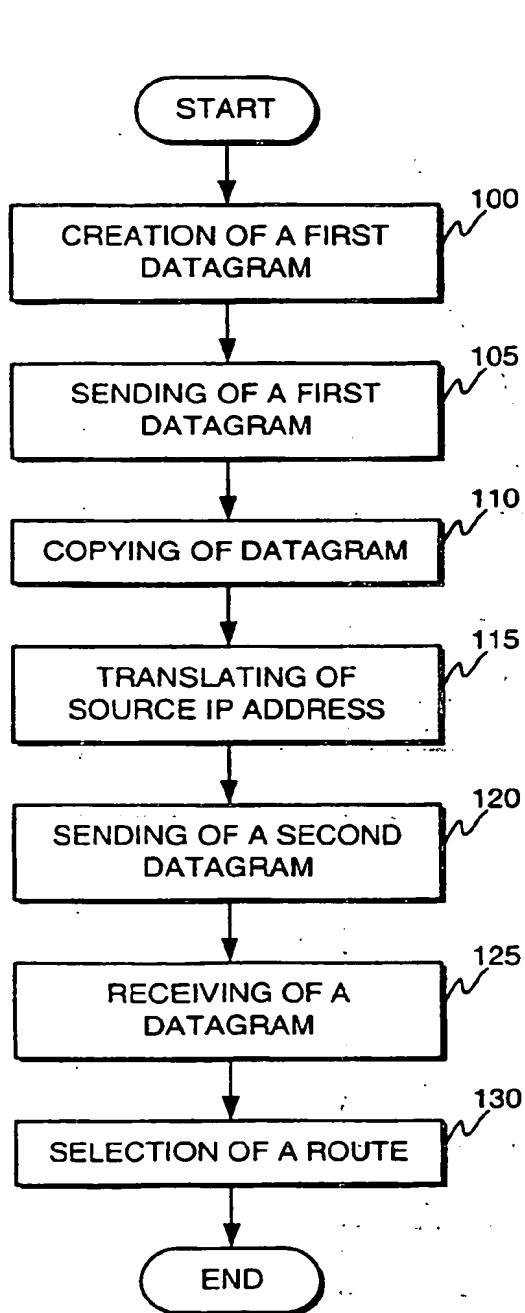 START
100
CREATION OF A FIRST
DATAGRAM
105
SENDING OF A FIRST
DATAGRAM
110
COPYING OF DATAGRAM
115
TRANSLATING OF
SOURCE IP ADDRESS
120
SENDING OF A SECOND
DATAGRAM
125
RECEIVING OF A
DATAGRAM
130
SELECTION OF A ROUTE
END